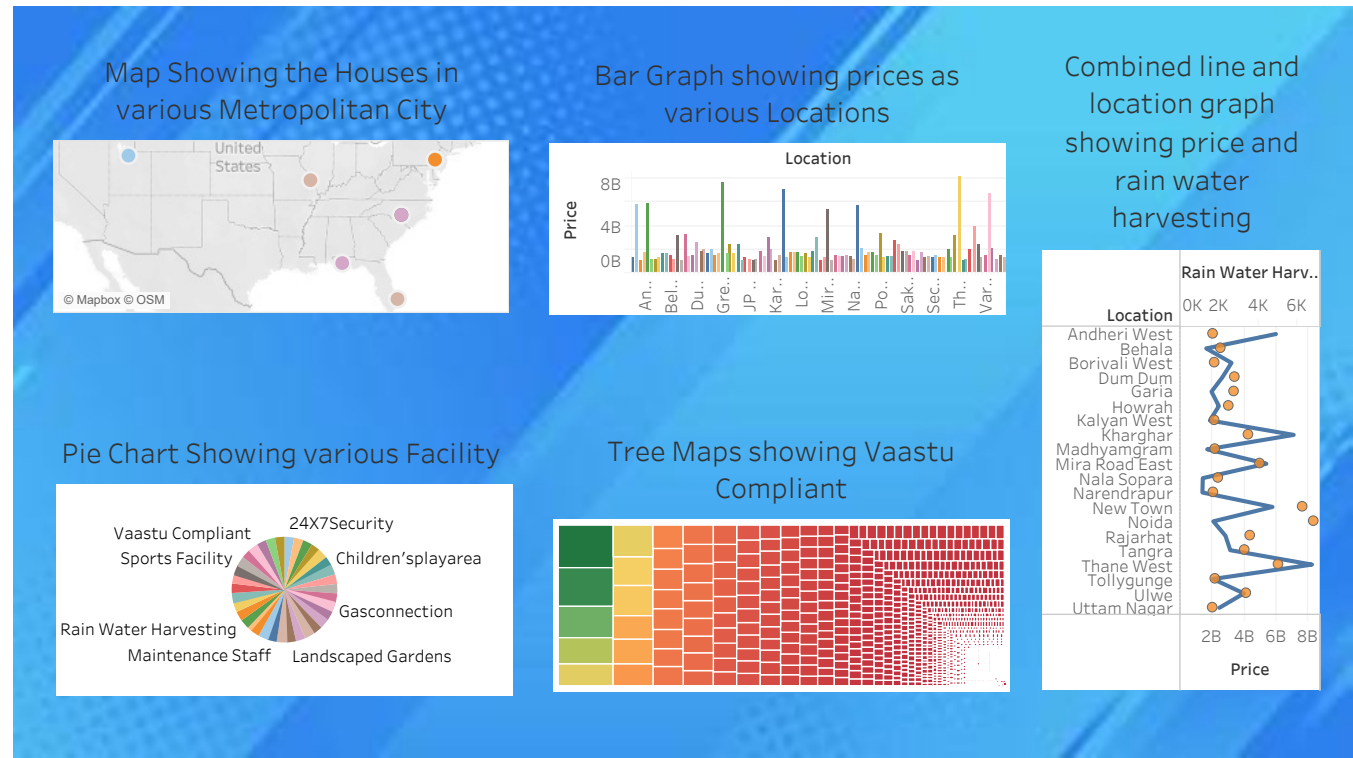 Map Showing the Houses in
various Metropolitan City
United
States
© Mapbox © OSM
Bar Graph showing prices as
various Locations
Location
Price
8B
4B
0B
An..
Bel..
Du..
Gre..
JP ..
Kar..
Lo..
Mir..
Na..
Po..
Sak..
Sec..
Th..
Var..
Combined line and
location graph
showing price and
rain water
harvesting
Rain Water Harv..
0K 2K 4K 6K
Location
Andheri West
Behala
Borivali West
Dum Dum
Garia
Howrah
Kalyan West
Kharghar
Madhyamgram
Mira Road East
Nala Sopara
Narendrapur
New Town
Noida
Rajarhat
Tangra
Thane West
Tollygunge
Ulwe
Uttam Nagar
2B 4B 6B 8B
Price
Pie Chart Showing various Facility
24X7Security
Vaastu Compliant
Sports Facility
Children'splayarea
Gasconnection
Rain Water Harvesting
Maintenance Staff
Landscaped Gardens
Tree Maps showing Vaastu
Compliant